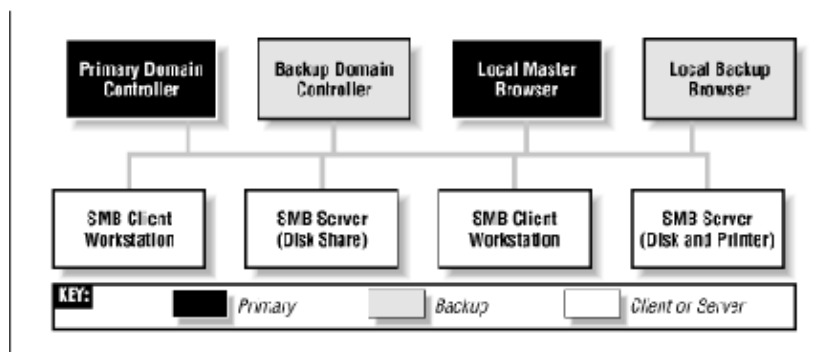 Primary Domain
Controller
Backup Domain
Controller
Local Master
Browser
Local Backup
Browser
SMB Client
Workstation
SMB Server
(Disk Share)
SMB Client
Workstation
SMB Server
(Disk and Printer)
KEY:
Primary
Backup
Client or Server